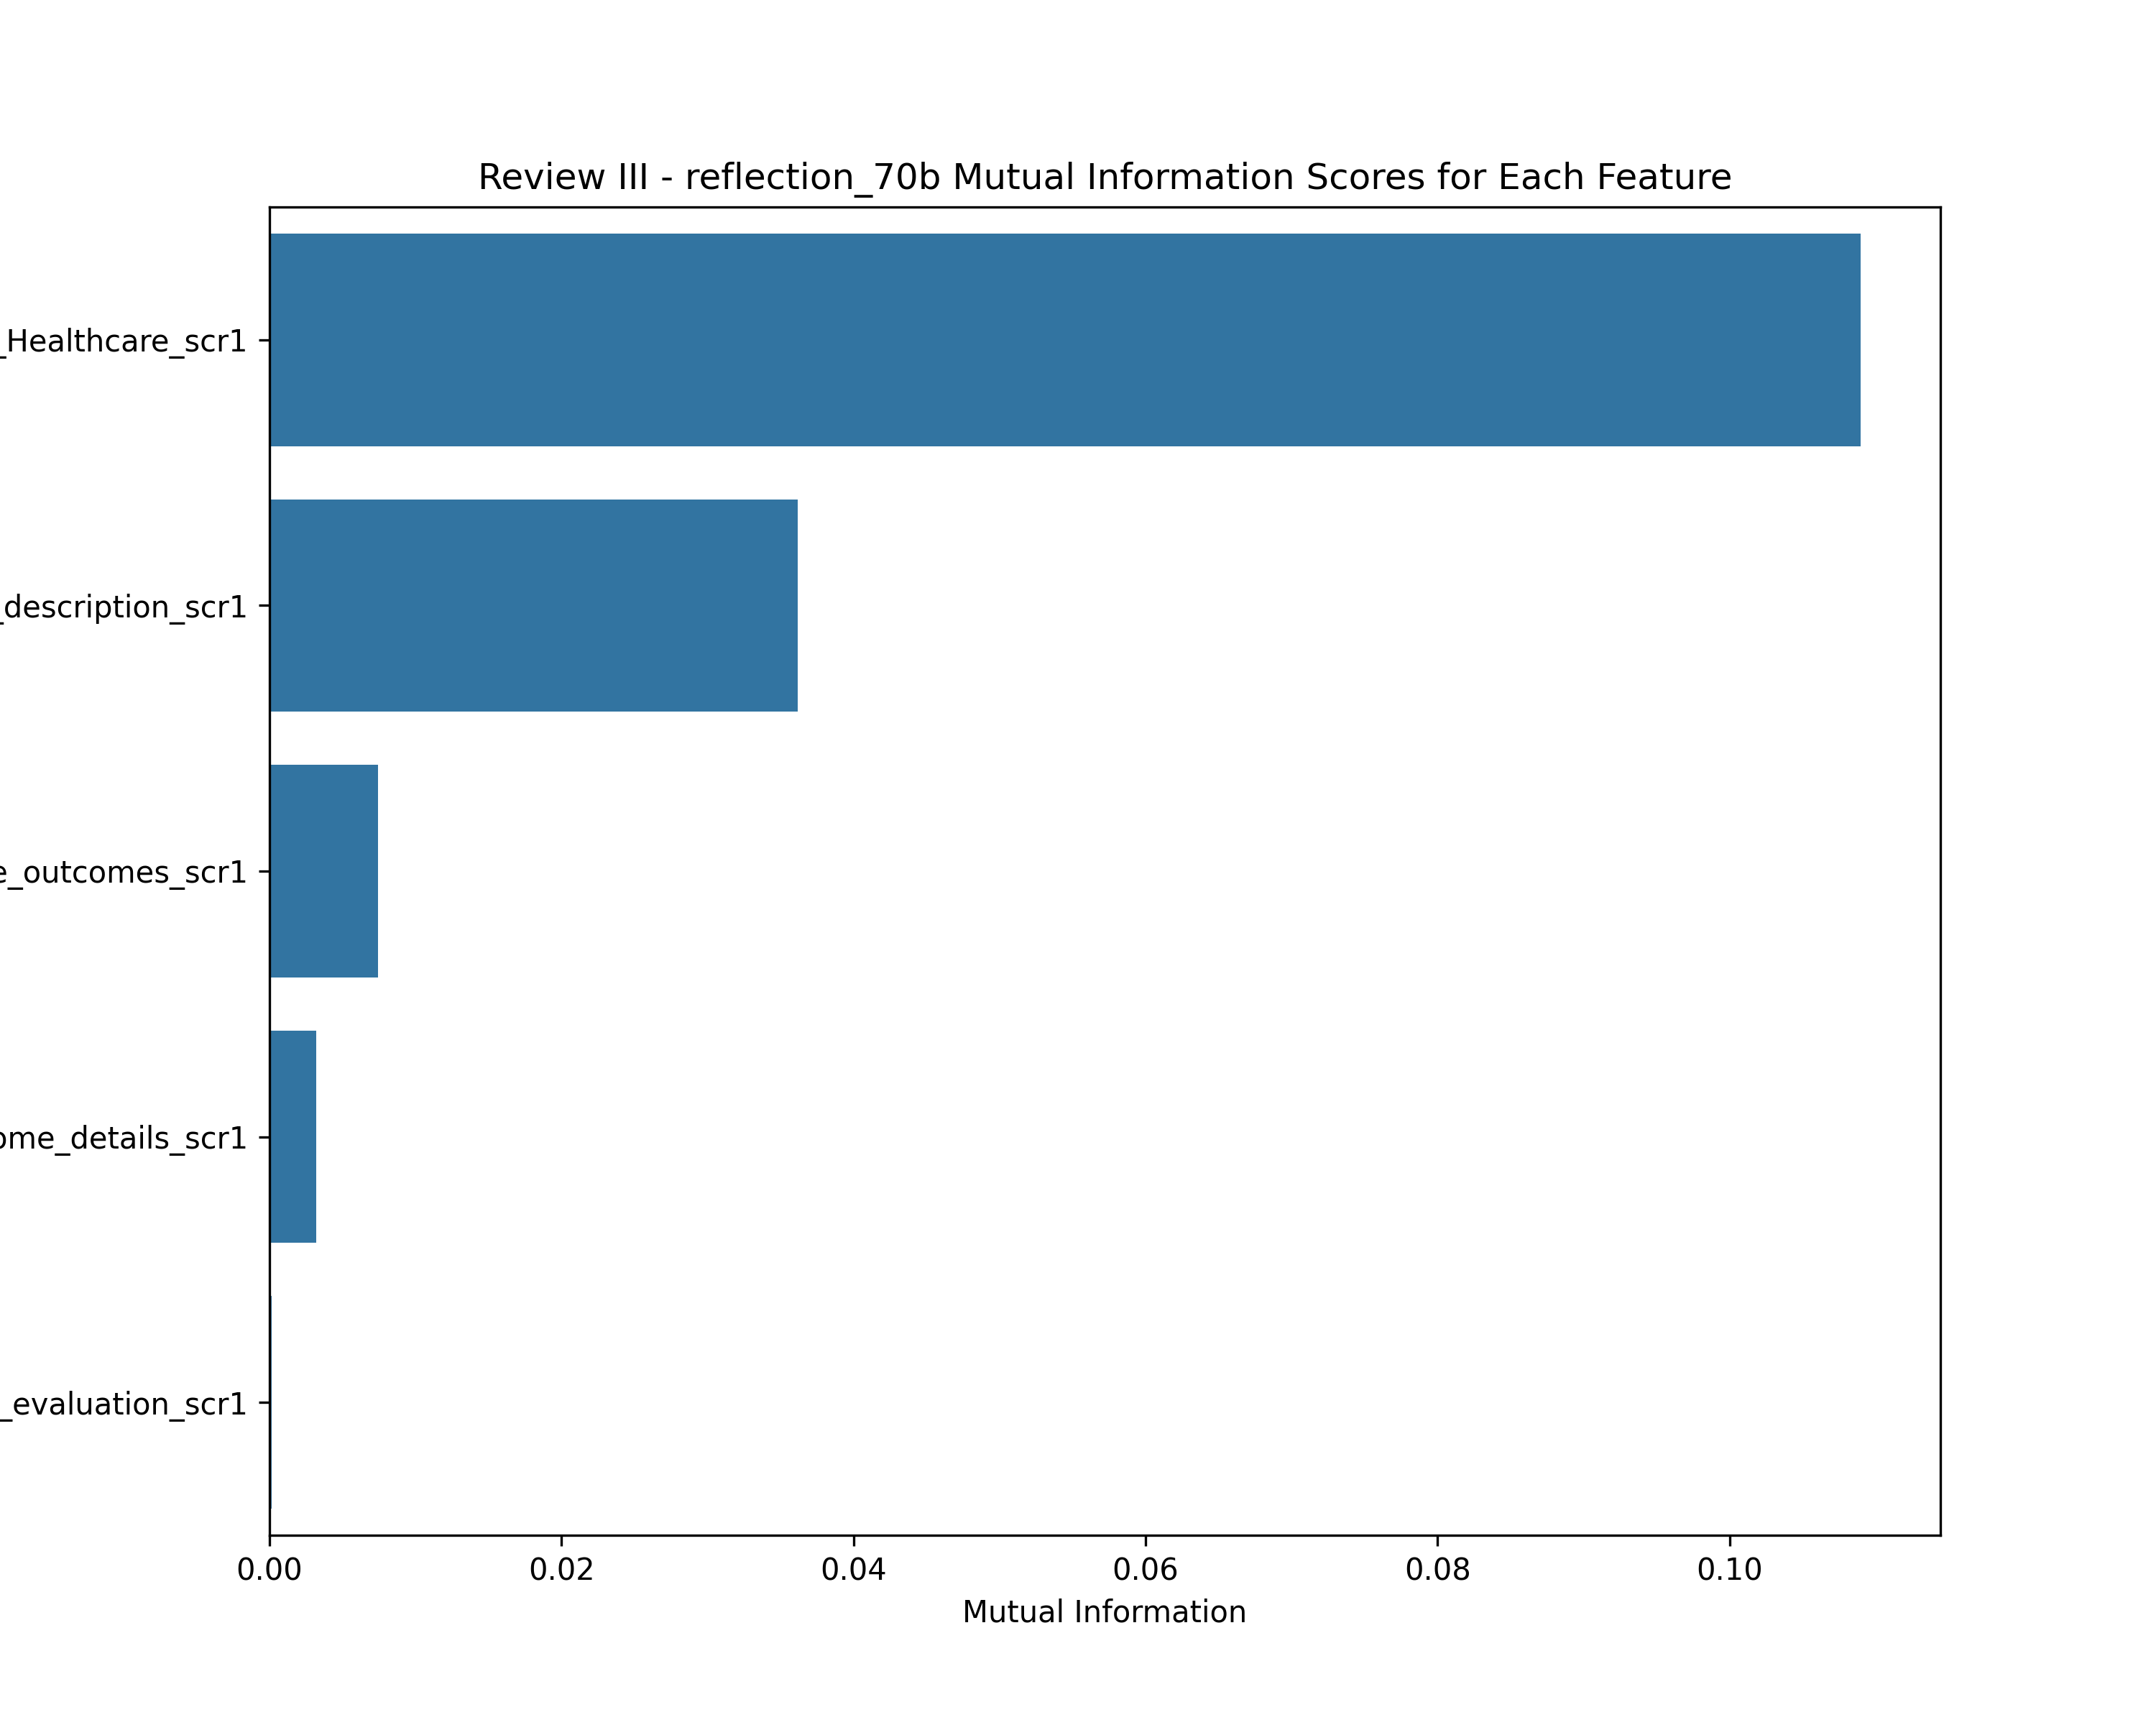 Review III - reflection_70b Mutual Information Scores for Each Feature
_Healthcare_scr1
_description_scr1
e_outcomes_scr1
ome_details_scr1
_evaluation_scr1
0.00 0.02 0.04 0.06 0.08 0.10
Mutual Information